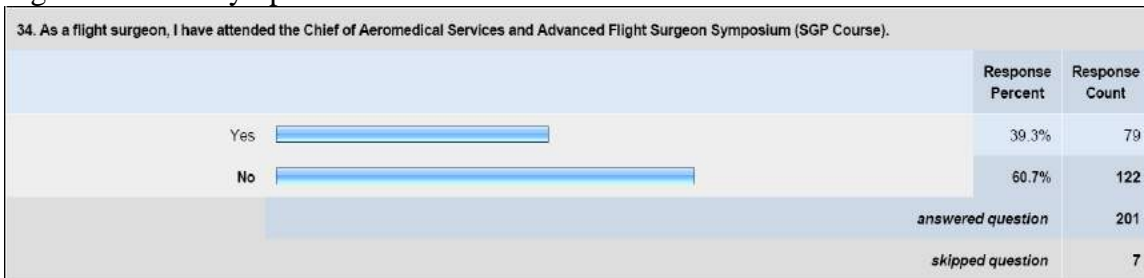 34. As a flight surgeon, I have attended the Chief of Aeromedical Services and Advanced Flight Surgeon Symposium (SGP Course).
Response Percent Response Count
Yes 39.3% 79
No 60.7% 122
answered question 201
skipped question 7